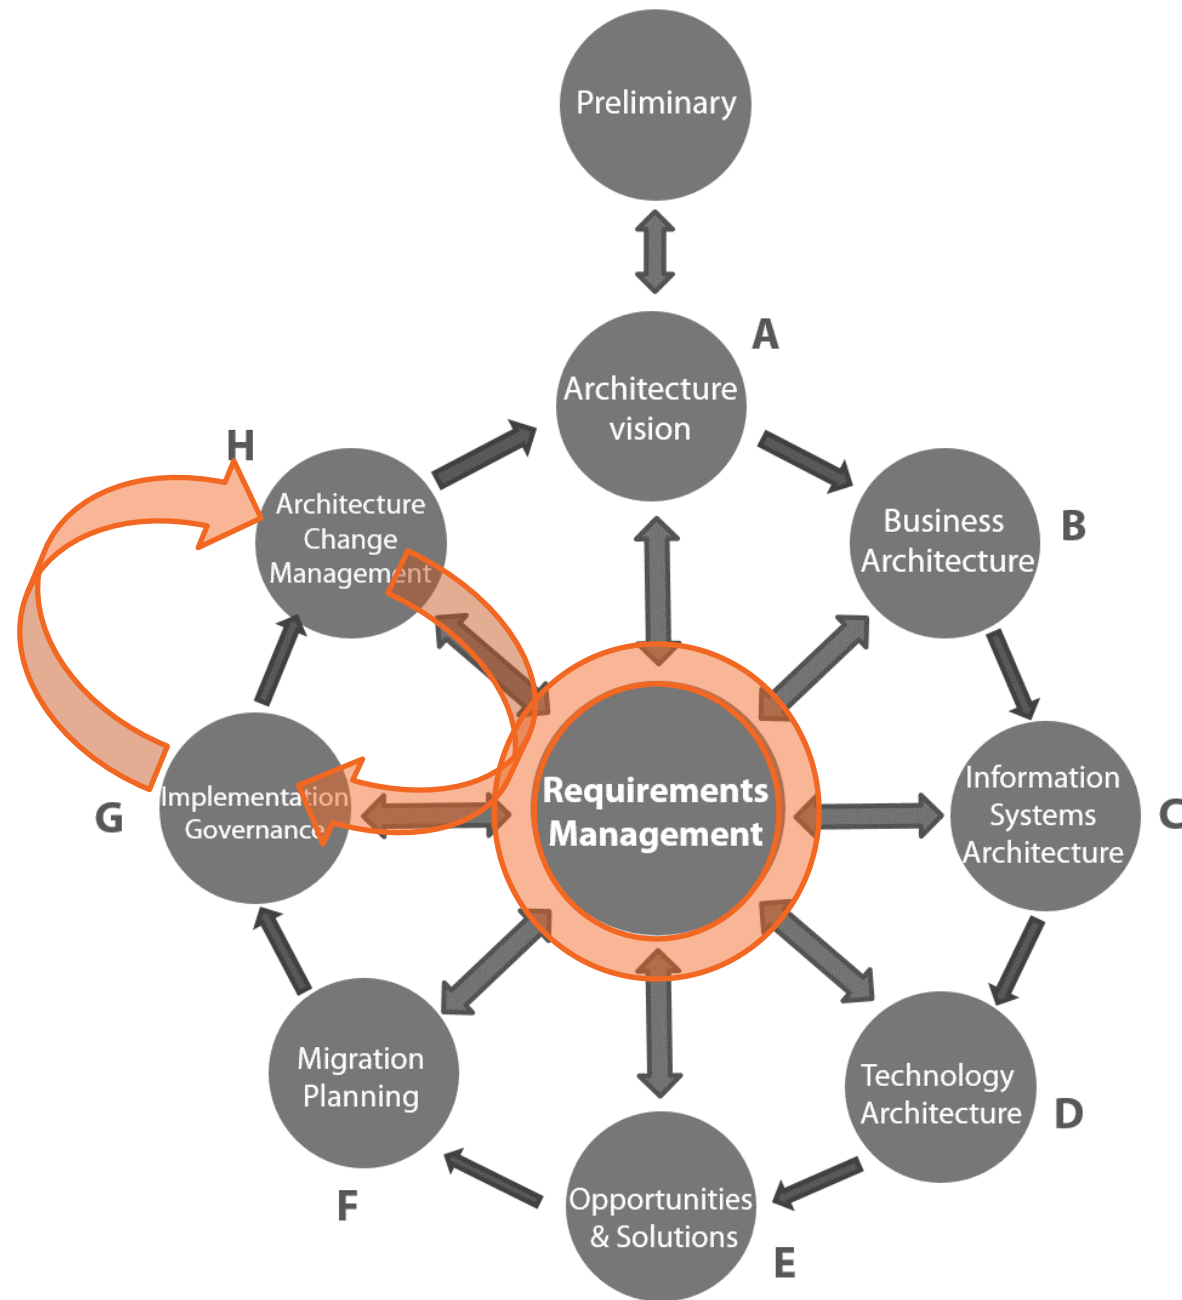 Preliminary
A
Architecture
vision
H
Architecture
Change
Management
Business
Architecture
B
Requirements
Management
Information
Systems
Architecture
C
Implementation
Governance
G
Migration
Planning
F
Technology
Architecture
D
Opportunities
& Solutions
E